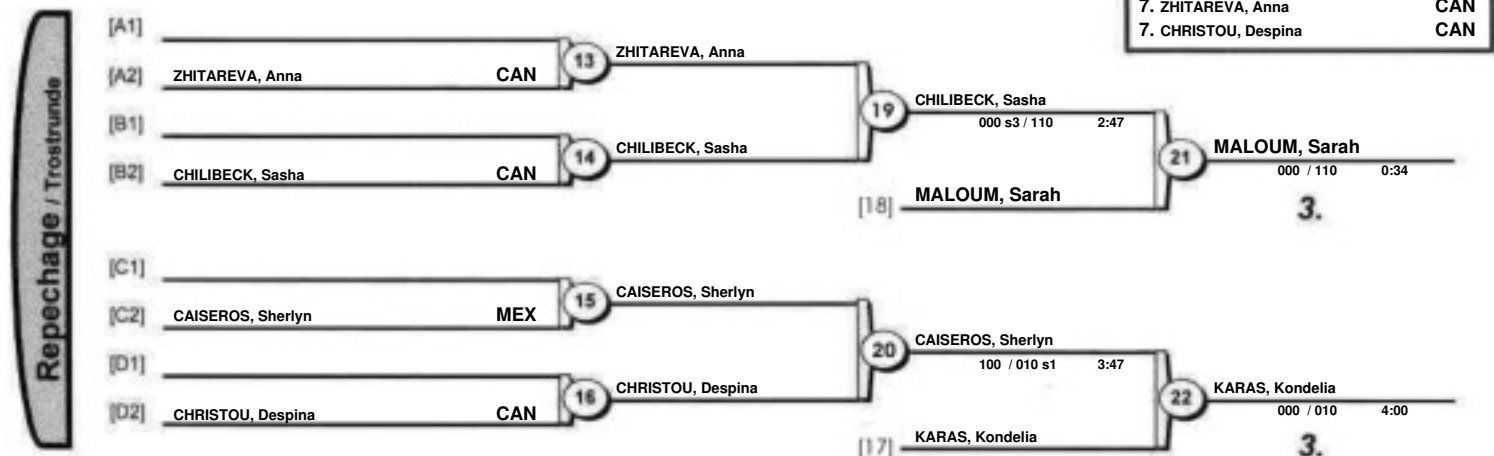 7. ZHITAREVA, Anna CAN
7. CHRISTOU, Despina CAN
Repechage / Trostrunde
[A1]
[A2] ZHITAREVA, Anna CAN
13 ZHITAREVA, Anna
[B1]
[B2] CHILIBECK, Sasha CAN
14 CHILIBECK, Sasha
19 CHILIBECK, Sasha
000 s3 / 110 2:47
[18] MALOUM, Sarah
21 MALOUM, Sarah
000 / 110 0:34
3.
[C1]
[C2] CAISEROS, Sherlyn MEX
15 CAISEROS, Sherlyn
[D1]
[D2] CHRISTOU, Despina CAN
16 CHRISTOU, Despina
20 CAISEROS, Sherlyn
100 / 010 s1 3:47
[17] KARAS, Kondelia
22 KARAS, Kondelia
000 / 010 4:00
3.